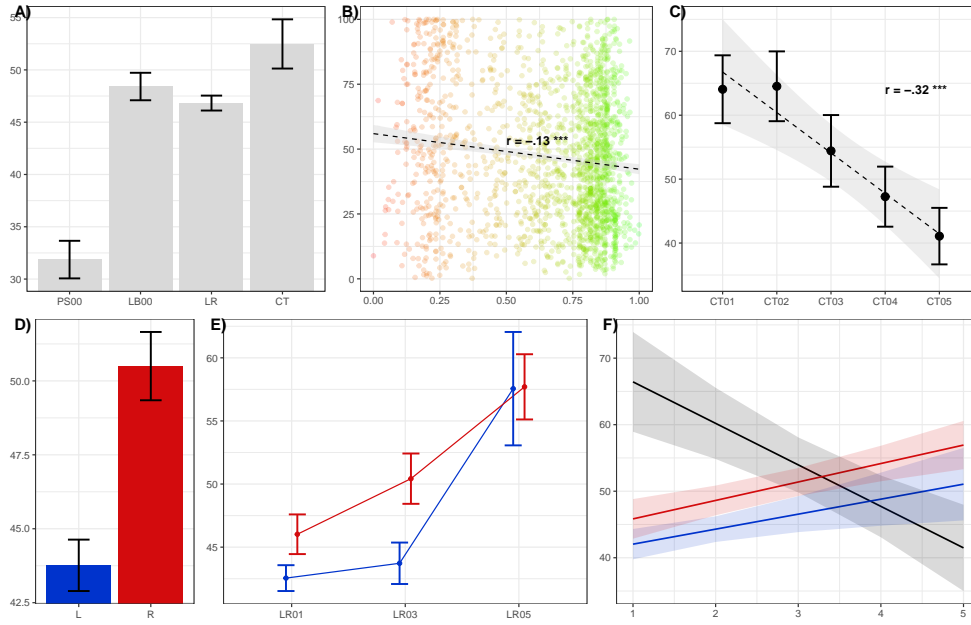 A)
55
50
45
40
35
30
PS00 LB00 LR CT
B)
100
75
50
25
0
r = −.13 ***
0.00 0.25 0.50 0.75 1.00
C)
70
60
50
40
r = −.32 ***
CT01 CT02 CT03 CT04 CT05
D)
50.0
47.5
45.0
42.5
L R
E)
60
55
50
45
LR01 LR03 LR05
F)
70
60
50
40
1 2 3 4 5